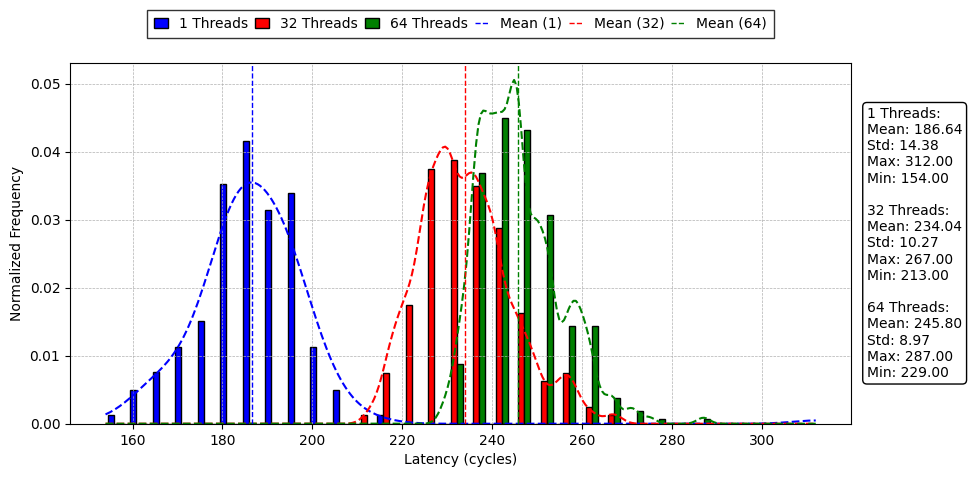 1 Threads 32 Threads 64 Threads Mean (1) Mean (32) Mean (64)
0.05
0.04
0.03
0.02
0.01
0.00
Normalized Frequency
160 180 200 220 240 260 280 300
Latency (cycles)
1 Threads:
Mean: 186.64
Std: 14.38
Max: 312.00
Min: 154.00
32 Threads:
Mean: 234.04
Std: 10.27
Max: 267.00
Min: 213.00
64 Threads:
Mean: 245.80
Std: 8.97
Max: 287.00
Min: 229.00